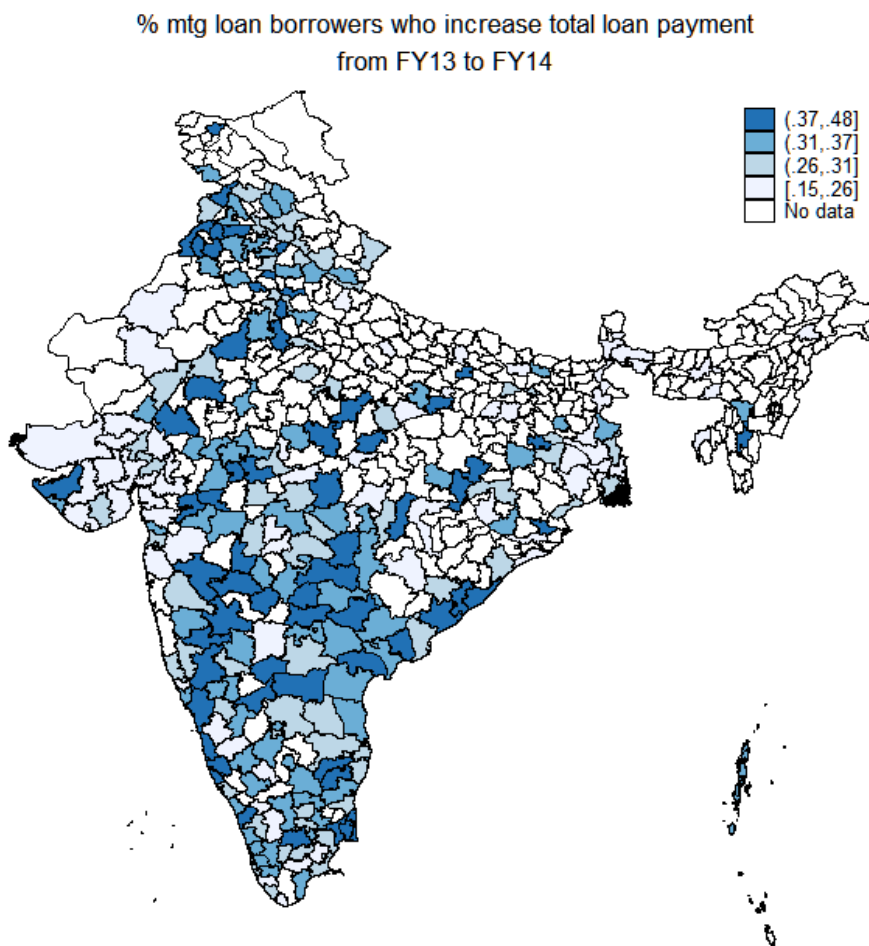 % mtg loan borrowers who increase total loan payment
from FY13 to FY14
(.37,.48]
(.31,.37]
(.26,.31]
[.15,.26]
No data